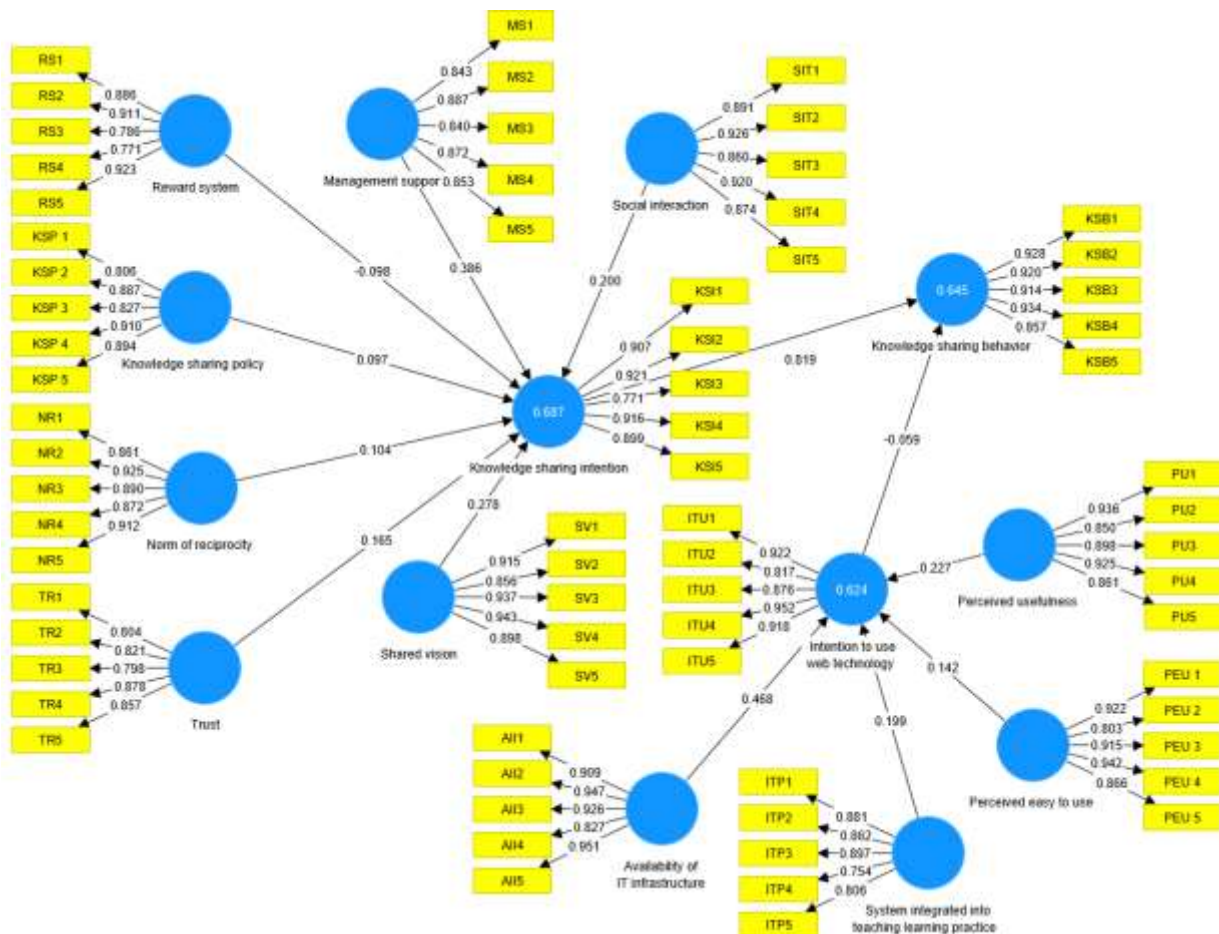 RS1
RS2
RS3
RS4
RS5
0.886
0.911
0.786
0.771
0.923
Reward system
MS1
MS2
MS3
MS4
MS5
0.843
0.887
0.840
0.872
0.853
Management suppor
SIT1
SIT2
SIT3
SIT4
SIT5
0.891
0.926
0.860
0.920
0.874
Social interaction
KSP 1
KSP 2
KSP 3
KSP 4
KSP 5
0.806
0.887
0.827
0.910
0.894
Knowledge sharing policy
-0.098
0.386
0.200
0.097
0.104
0.165
0.278
KSI1
KSI2
KSI3
KSI4
KSI5
0.907
0.921
0.771
0.916
0.899
0.687
Knowledge sharing intention
0.819
KSB1
KSB2
KSB3
KSB4
KSB5
0.928
0.920
0.914
0.934
0.857
0.645
Knowledge sharing behavior
-0.059
NR1
NR2
NR3
NR4
NR5
0.861
0.925
0.890
0.872
0.912
Norm of reciprocity
TR1
TR2
TR3
TR4
TR5
0.821
0.798
0.878
0.857
Trust
SV1
SV2
SV3
SV4
SV5
0.915
0.856
0.937
0.943
0.898
Shared vision
ITU1
ITU2
ITU3
ITU4
ITU5
0.922
0.817
0.876
0.952
0.918
0.624
Intention to use
web technology
0.227
0.142
0.199
0.468
PU1
PU2
PU3
PU4
PU5
0.936
0.850
0.898
0.925
0.861
Perceived usefulness
PEU 1
PEU 2
PEU 3
PEU 4
PEU 5
0.922
0.803
0.915
0.942
0.866
Perceived easy to use
AII1
AII2
AII3
AII4
AII5
0.947
0.926
0.827
0.951
Availability of
IT infrastructure
ITP1
ITP2
ITP3
ITP4
ITP5
0.881
0.862
0.897
0.754
0.806
System integrated into
teaching learning practice